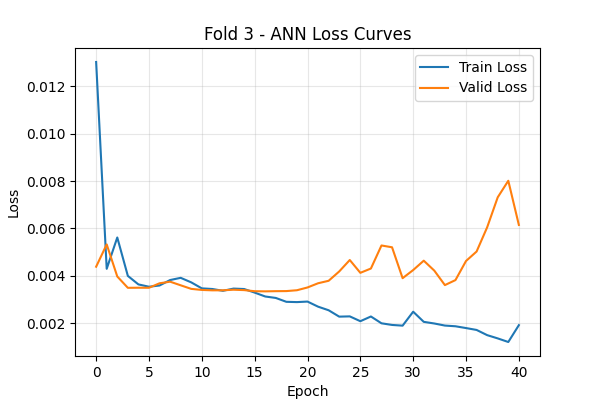 Fold 3 - ANN Loss Curves
Train Loss
Valid Loss
0.012
0.010
0.008
0.006
0.004
0.002
Loss
0 5 10 15 20 25 30 35 40
Epoch